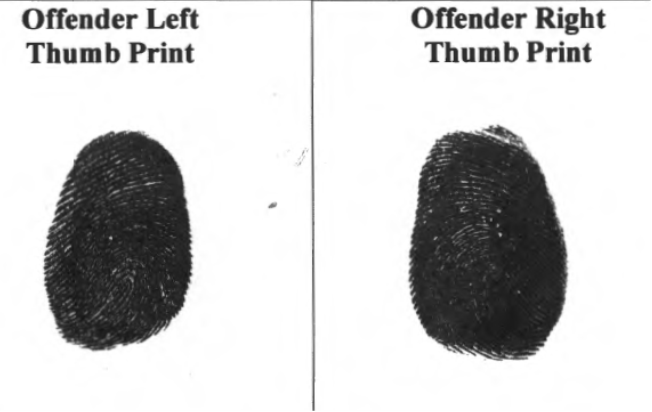 Offender Left
Thumb Print
Offender Right
Thumb Print